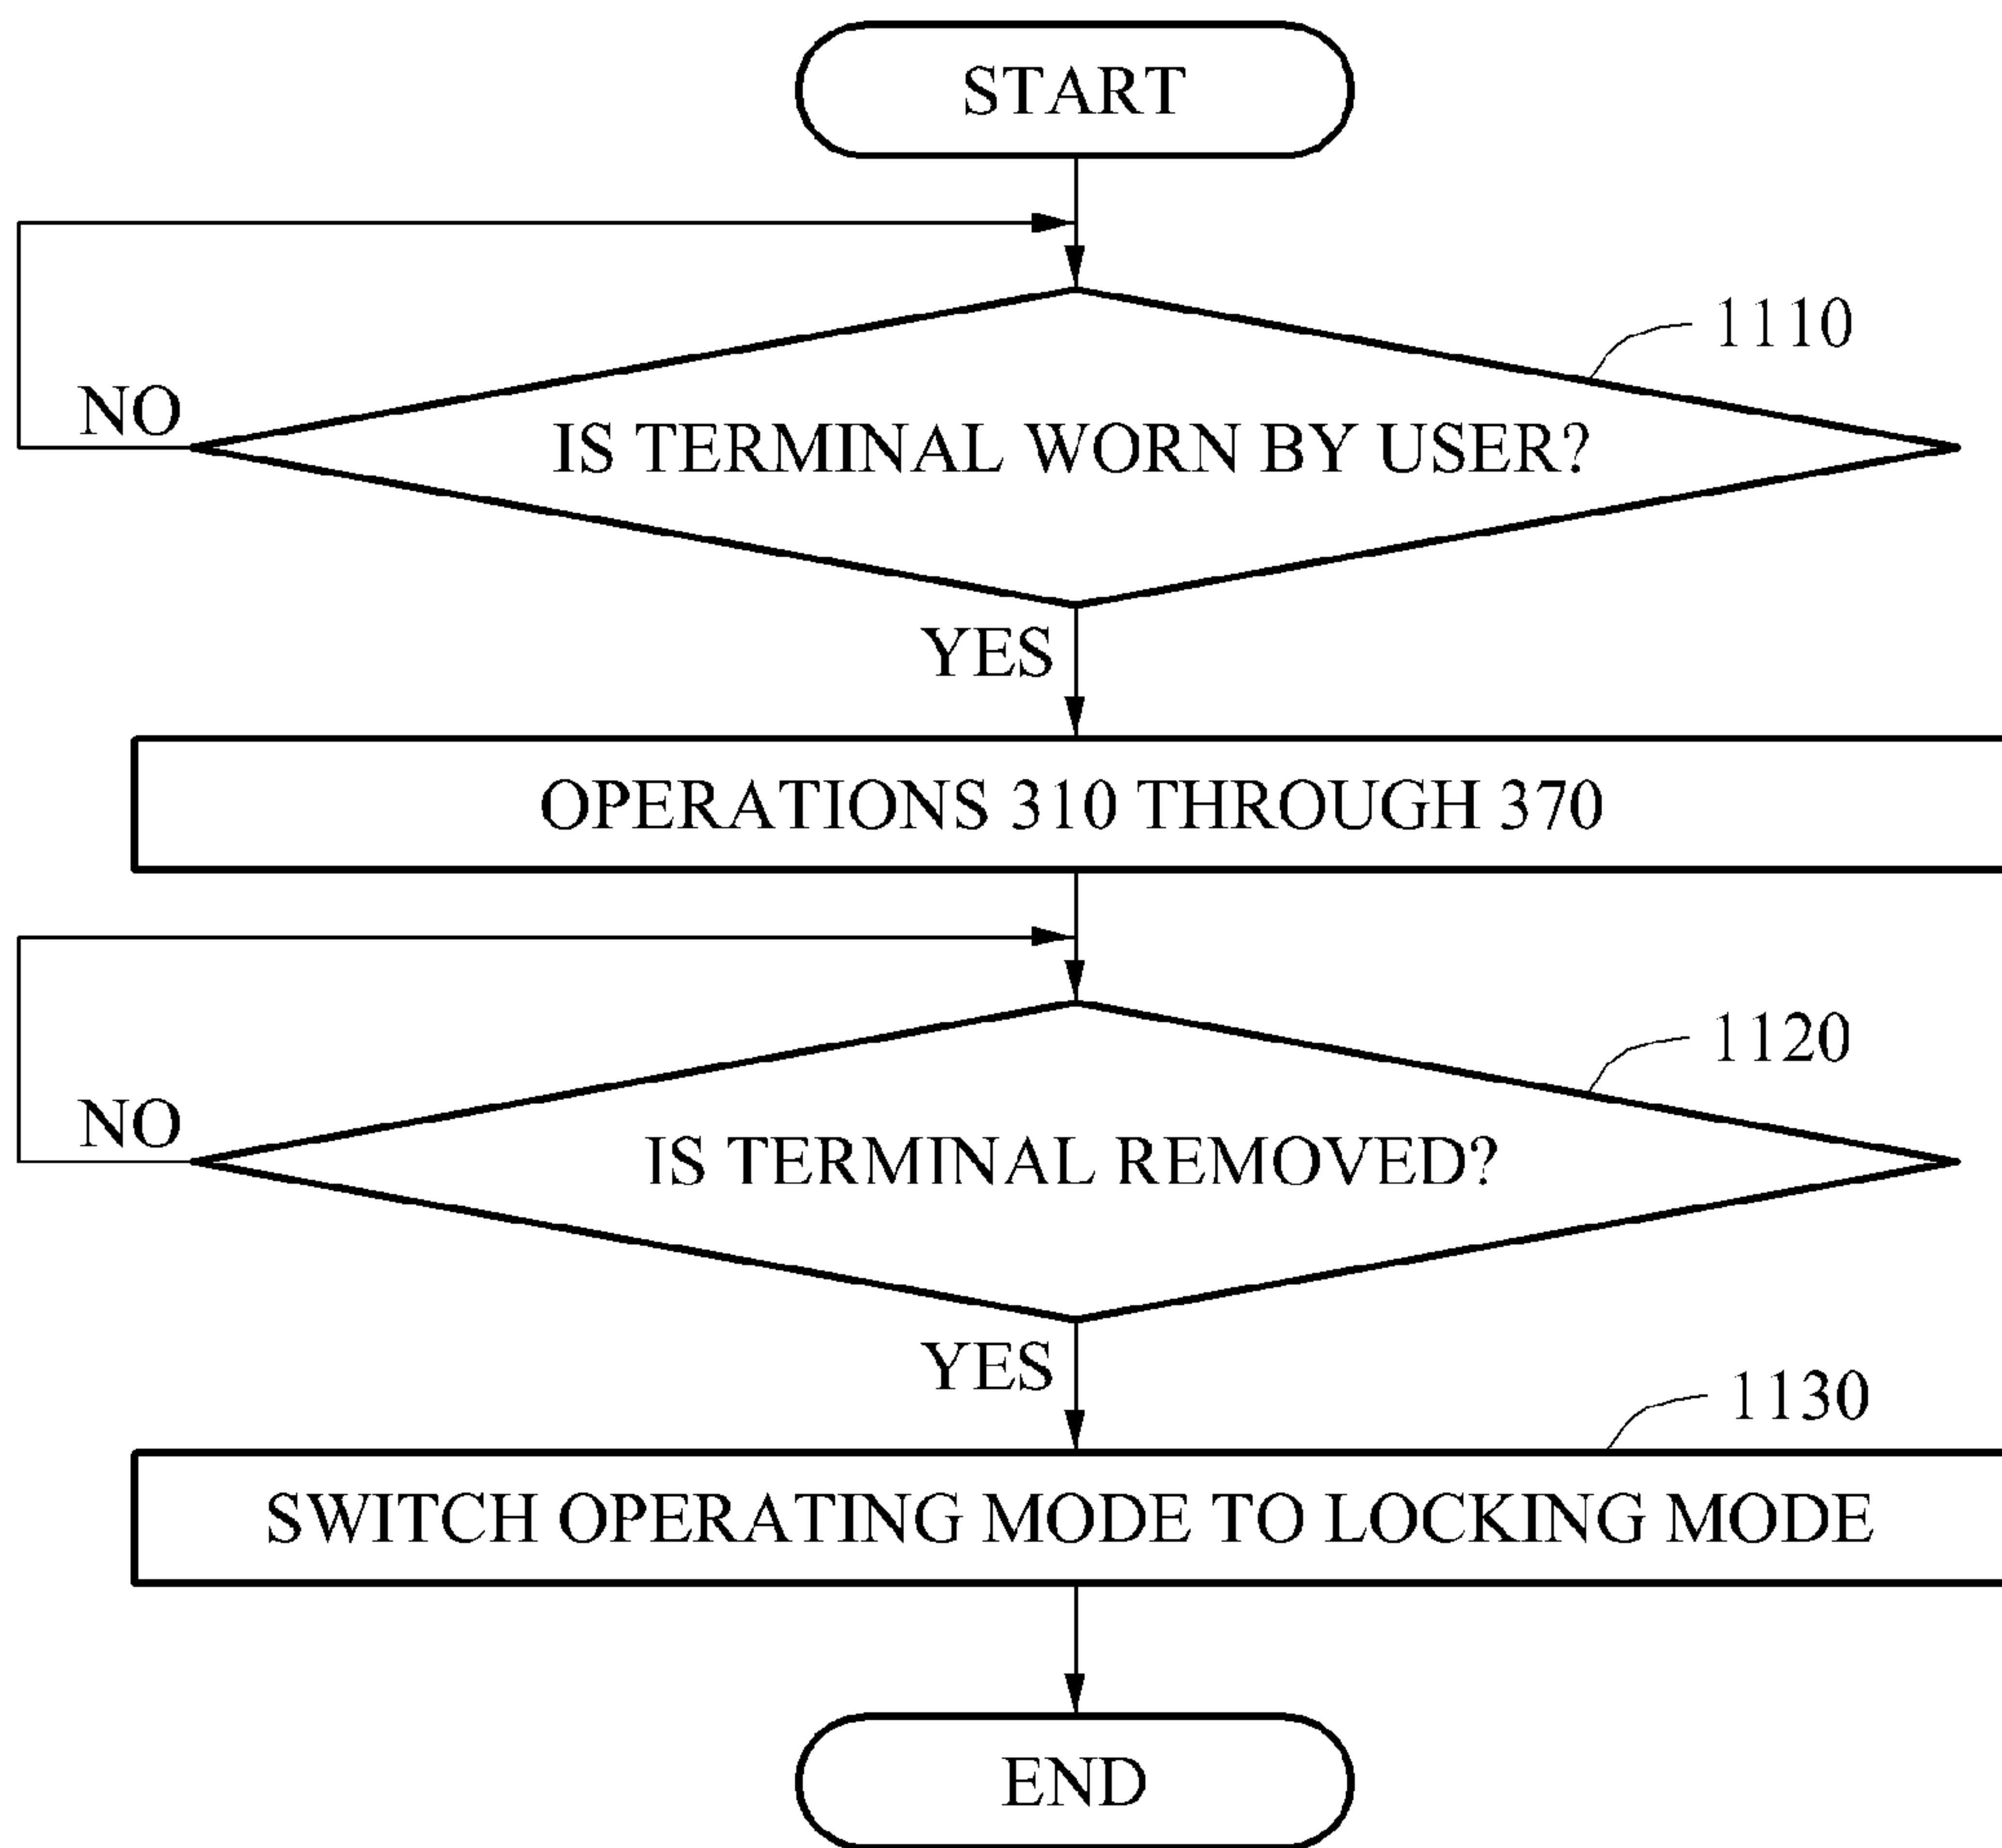 START
1110
NO
IS TERMINAL WORN BY USER?
YES
OPERATIONS 310 THROUGH 370
1120
NO
IS TERMINAL REMOVED?
YES
1130
SWITCH OPERATING MODE TO LOCKING MODE
END